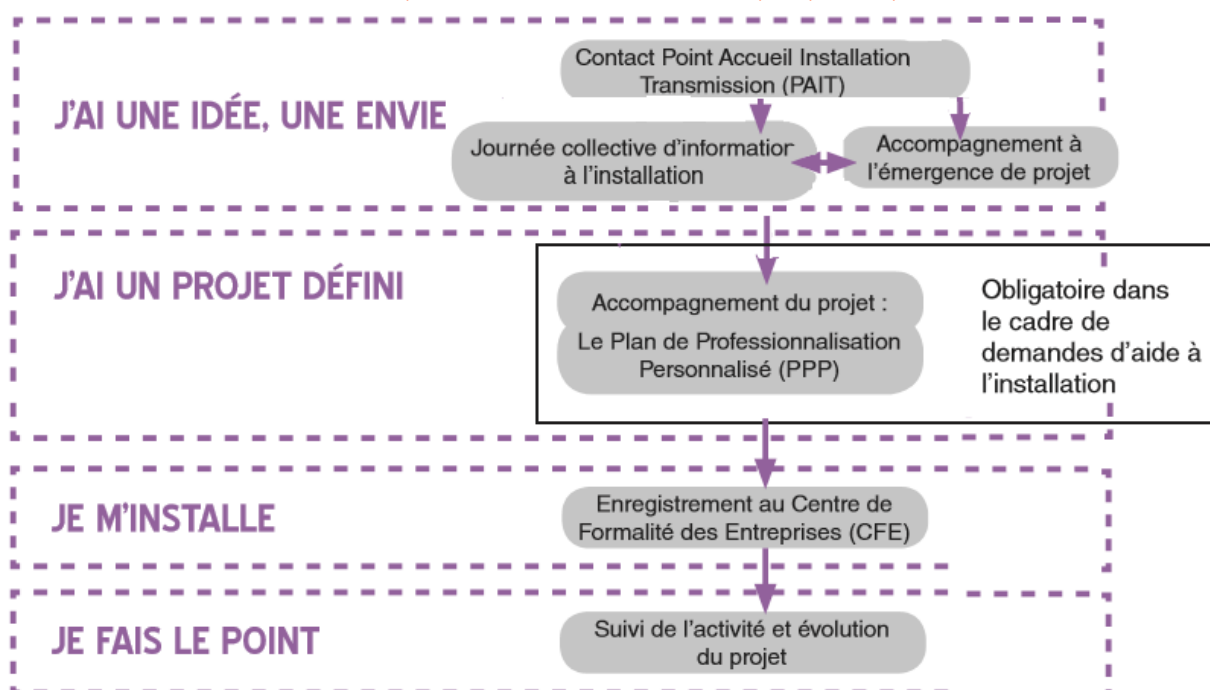 Contact Point Accueil Installation
Transmission (PAIT)
J'AI UNE IDÉE, UNE ENVIE
Journée collective d'information
à l'installation
Accompagnement à
l'émergence de projet
J'AI UN PROJET DÉFINI
Accompagnement du projet :
Le Plan de Professionnalisation
Personnalisé (PPP)
Obligatoire dans
le cadre de
demandes d'aide à
l'installation
JE M'INSTALLE
Enregistrement au Centre de
Formalité des Entreprises (CFE)
JE FAIS LE POINT
Suivi de l'activité et évolution
du projet